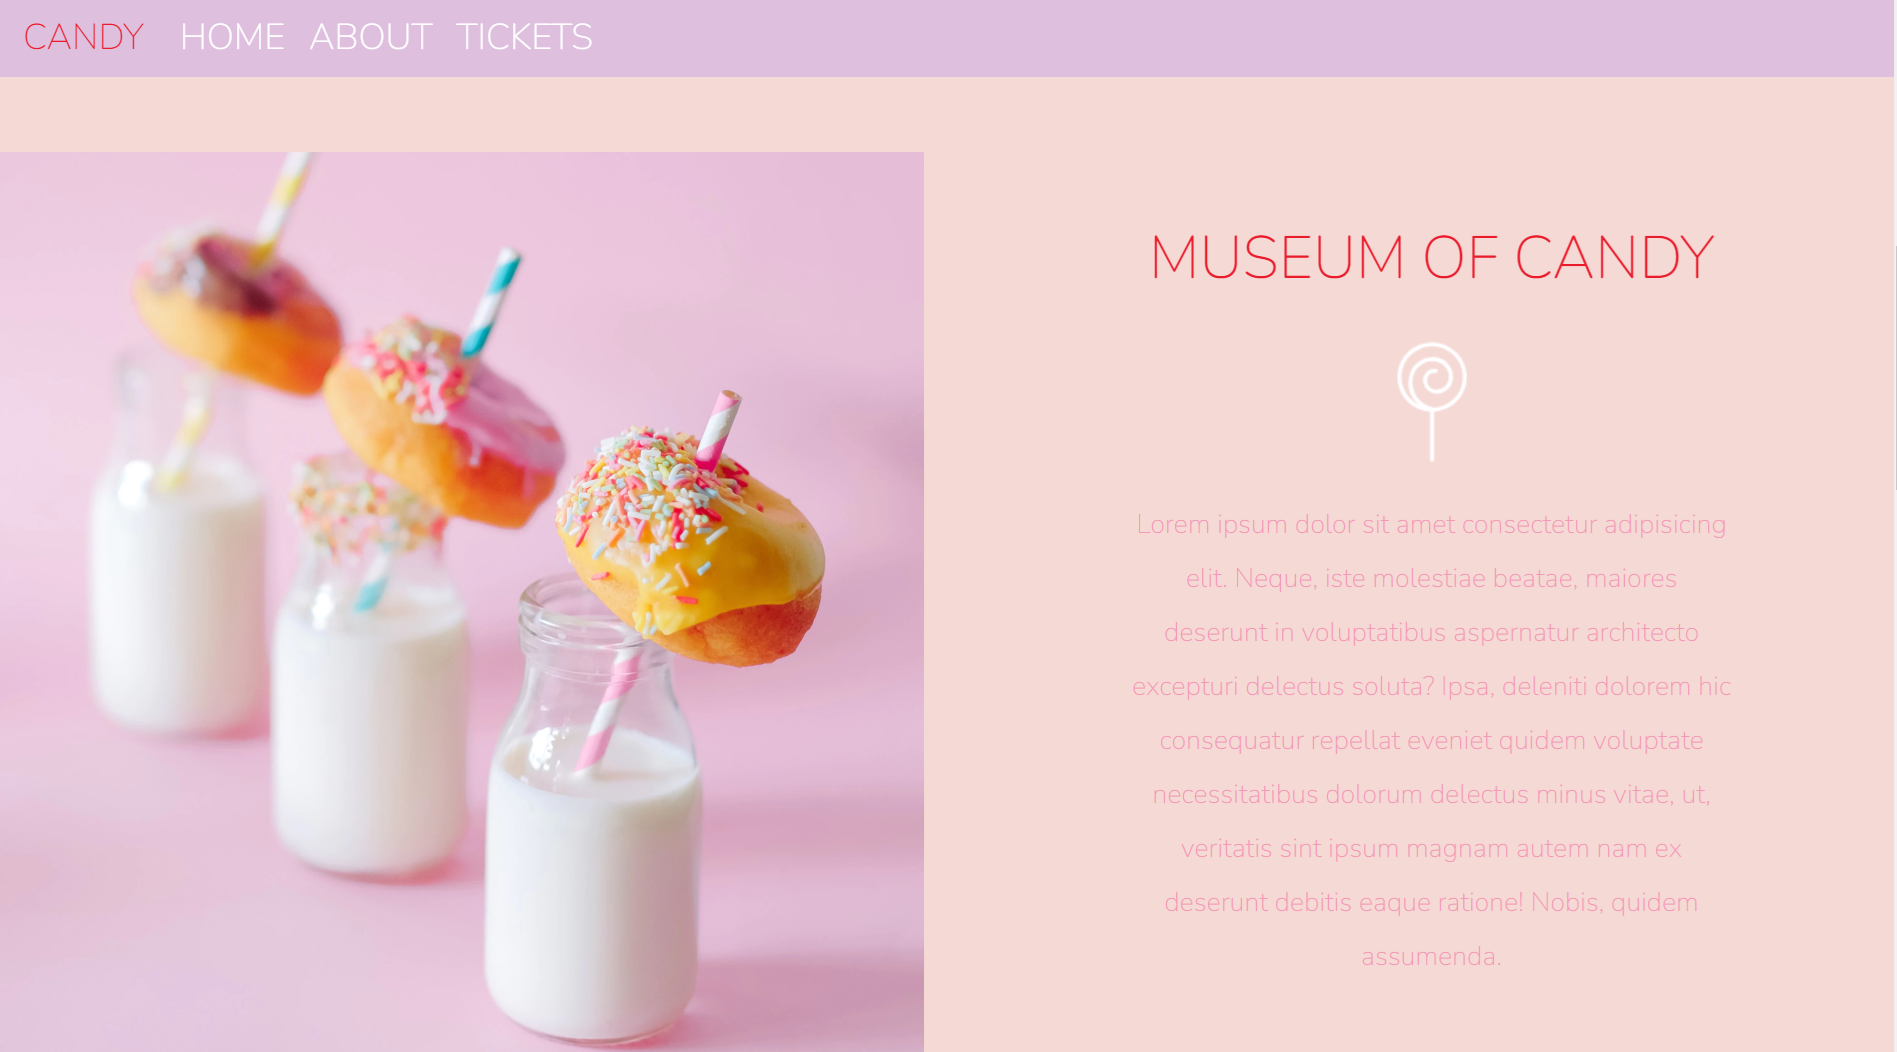 CANDY HOME ABOUT TICKETS
MUSEUM OF CANDY
Lorem ipsum dolor sit amet consectetur adipisicing
elit. Neque, iste molestiae beatae, maiores
deserunt in voluptatibus aspernatur architecto
excepturi delectus soluta? Ipsa, deleniti dolorem hic
consequatur repellat eveniet quidem voluptate
necessitatibus dolorum delectus minus vitae, ut,
veritatis sint ipsum magnam autem nam ex
deserunt debitis eaque ratione! Nobis, quidem
assumenda.